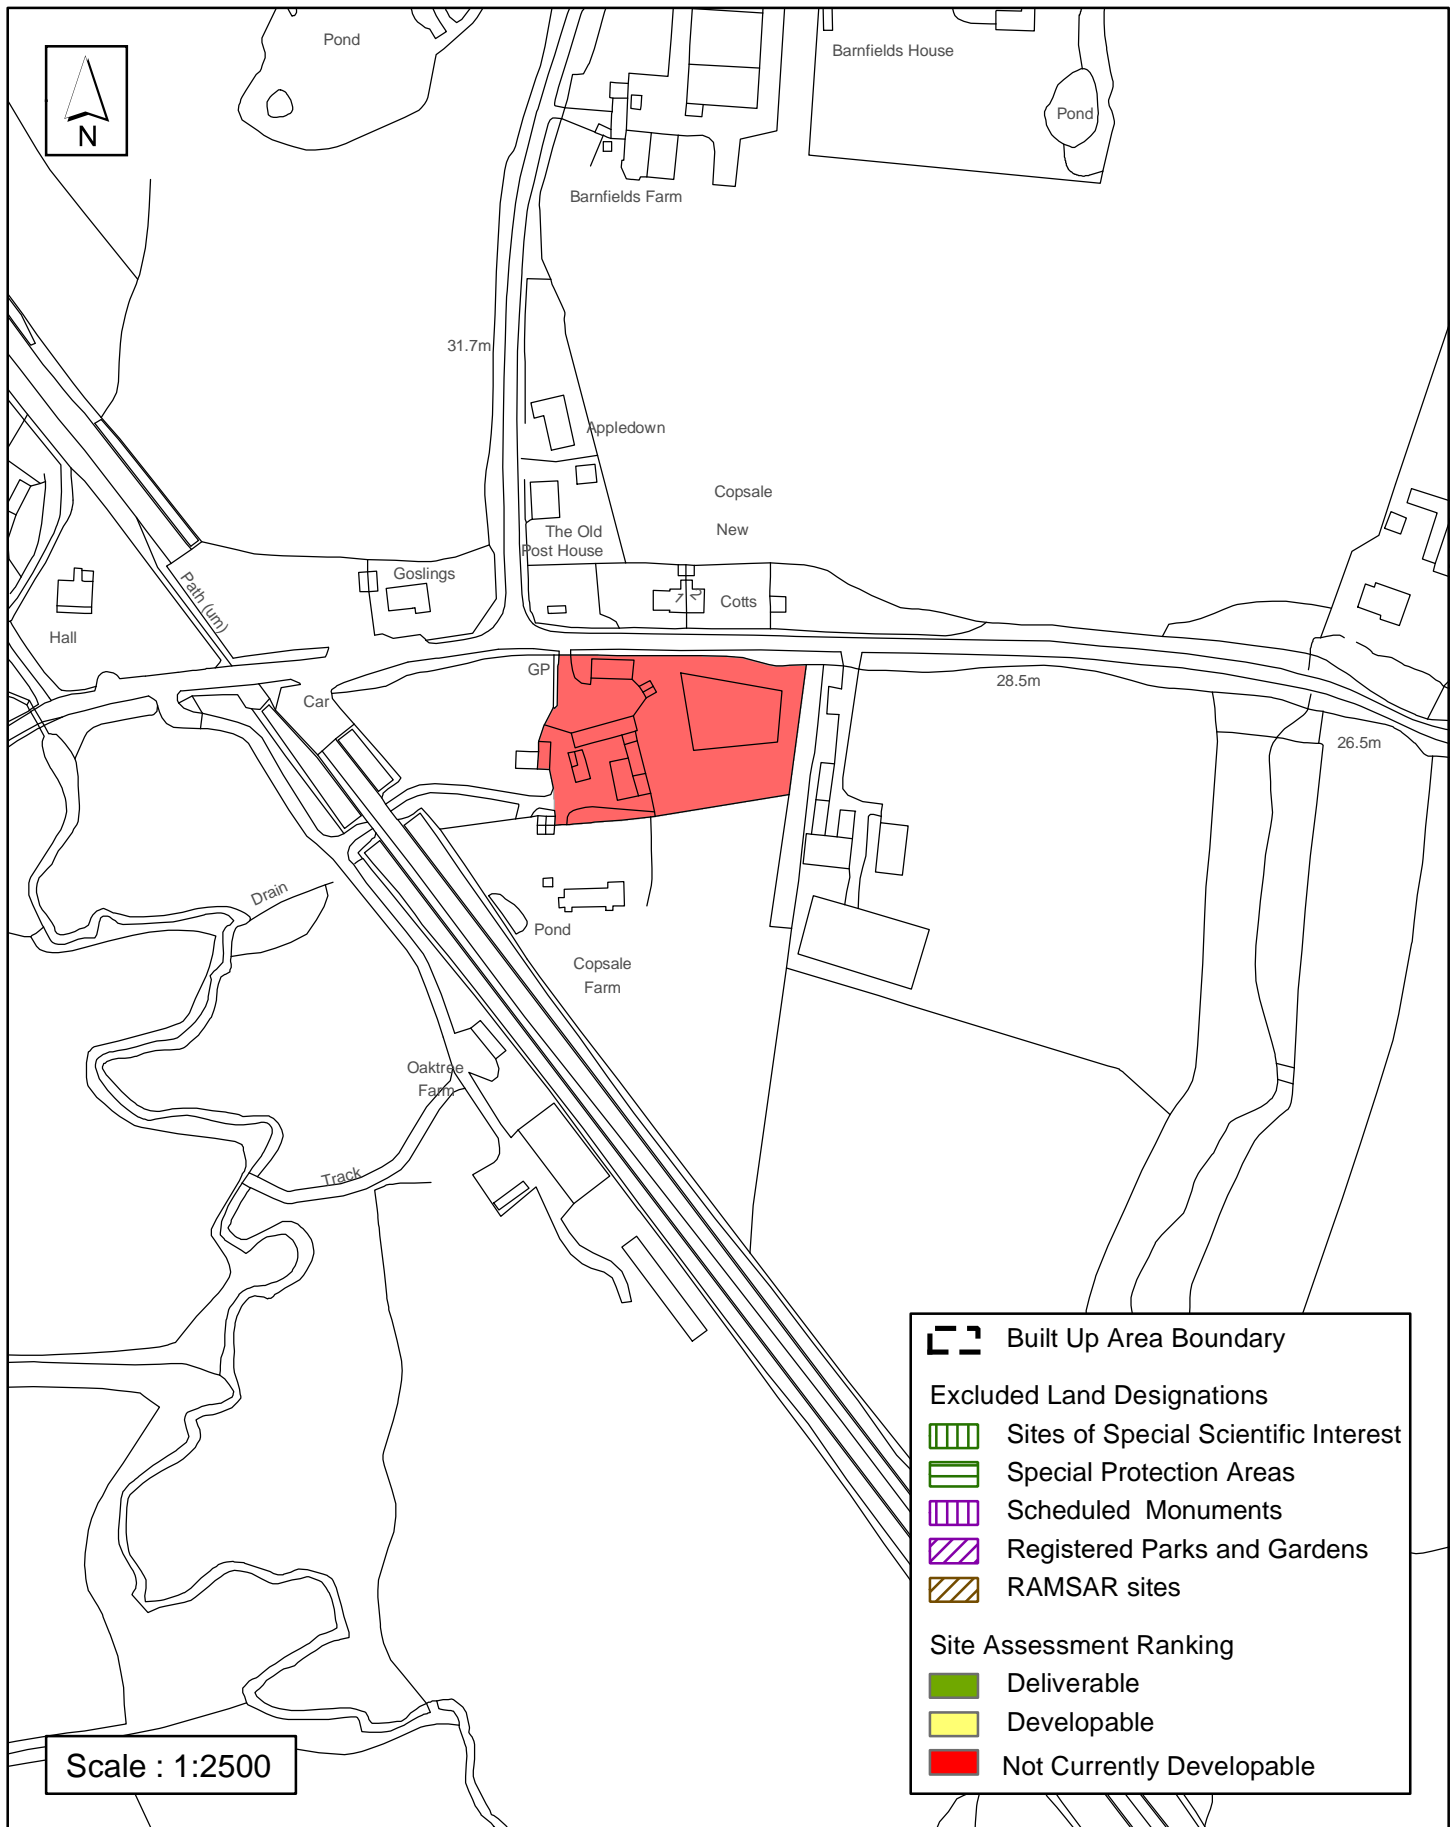 Pond
Barnfields House
N
Pond
Barnfields Farm
31.7m
Appledown
Copsale
New
The Old
Post House
Goslings
Path (um)
1
2
Cotts
Hall
GP
28.5m
Car
26.5m
Drain
Pond
Copsale
Farm
Oaktree
Farm
Track
Built Up Area Boundary
Excluded Land Designations
Sites of Special Scientific Interest
Special Protection Areas
Scheduled Monuments
Registered Parks and Gardens
RAMSAR sites
Site Assessment Ranking
Deliverable
Developable
Not Currently Developable
Scale : 1:2500